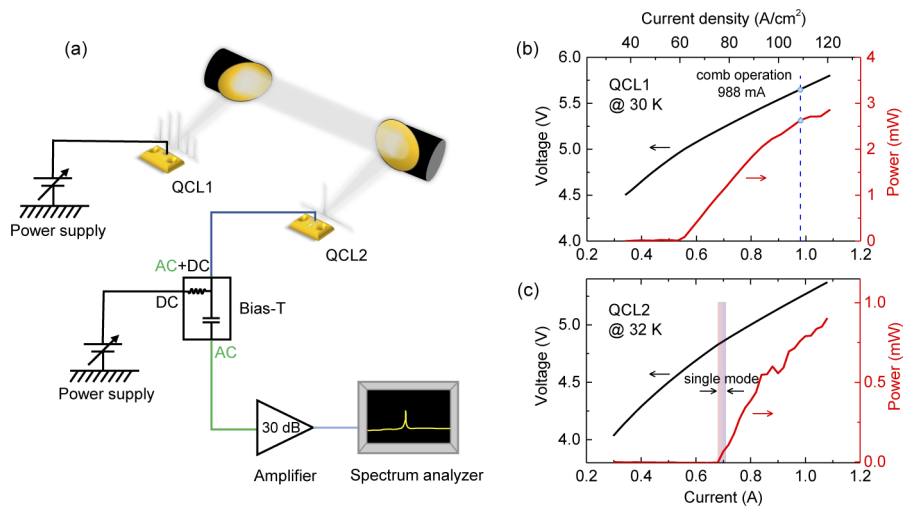 (a)
QCL1
Power supply
QCL2
AC+DC
DC
Bias-T
AC
Power supply
30 dB
Amplifier
Spectrum analyzer
(b)
Current density (A/cm²)
40 60 80 100 120
6.0
5.5
5.0
4.5
4.0
Voltage (V)
QCL1
@ 30 K
comb operation
988 mA
4
3
2
1
0
Power (mW)
0.2 0.4 0.6 0.8 1.0 1.2
(c)
QCL2
@ 32 K
5.0
4.5
4.0
Voltage (V)
single mode
1.0
0.5
0.0
Power (mW)
0.2 0.4 0.6 0.8 1.0 1.2
Current (A)